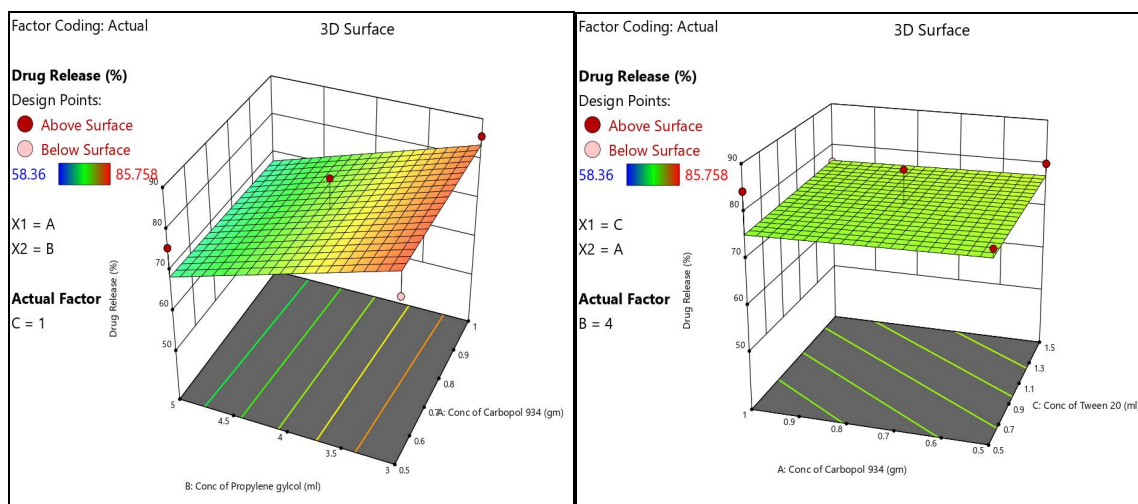 Factor Coding: Actual
3D Surface
Drug Release (%)
Design Points:
Above Surface
Below Surface
58.36 85.758
X1 = A
X2 = B
Actual Factor
C = 1
Drug Release (%)
90
80
70
60
50
5
4.5
4
3.5
3
0.5
0.6
0.7
0.8
0.9
1
A: Conc of Carbopol 934 (gm)
B: Conc of Propylene gylcol (ml)
Factor Coding: Actual
3D Surface
Drug Release (%)
Design Points:
Above Surface
Below Surface
58.36 85.758
X1 = C
X2 = A
Actual Factor
B = 4
Drug Release (%)
90
80
70
60
50
1
0.9
0.8
0.7
0.6
0.5
0.5
0.7
0.9
1.1
1.3
1.5
C: Conc of Tween 20 (ml)
A: Conc of Carbopol 934 (gm)